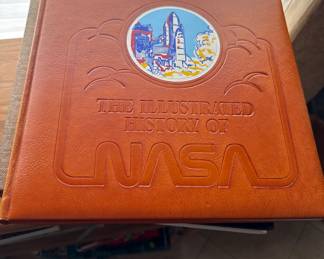 THE ILLUSTRATED
HISTORY OF
NASA